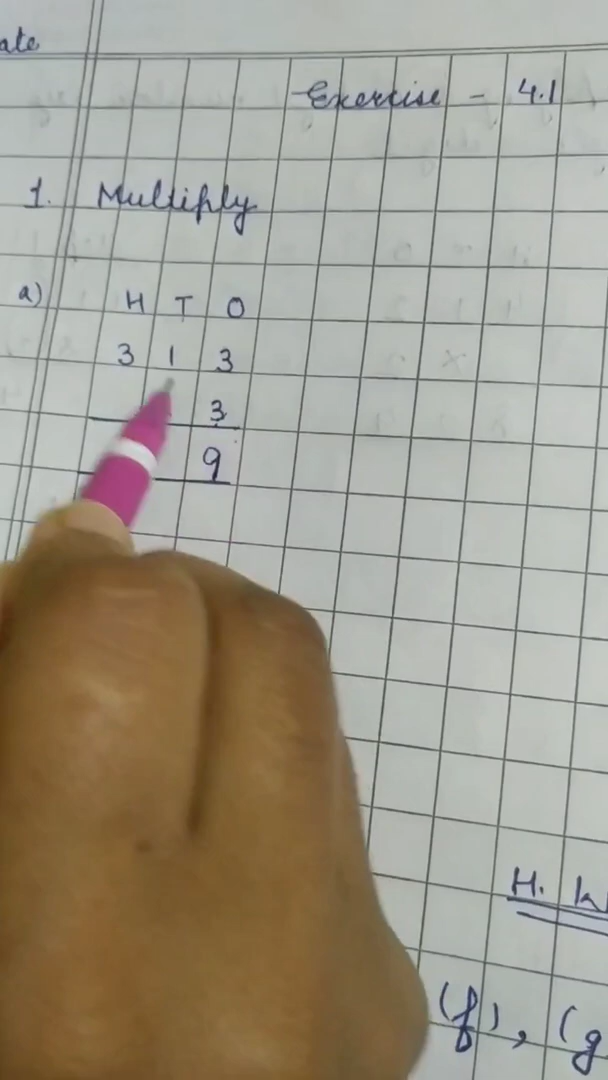 ate
Exercise - 4.1
1. Multiply
a) H T O
3 1 3
3
9
H.
(f), (g